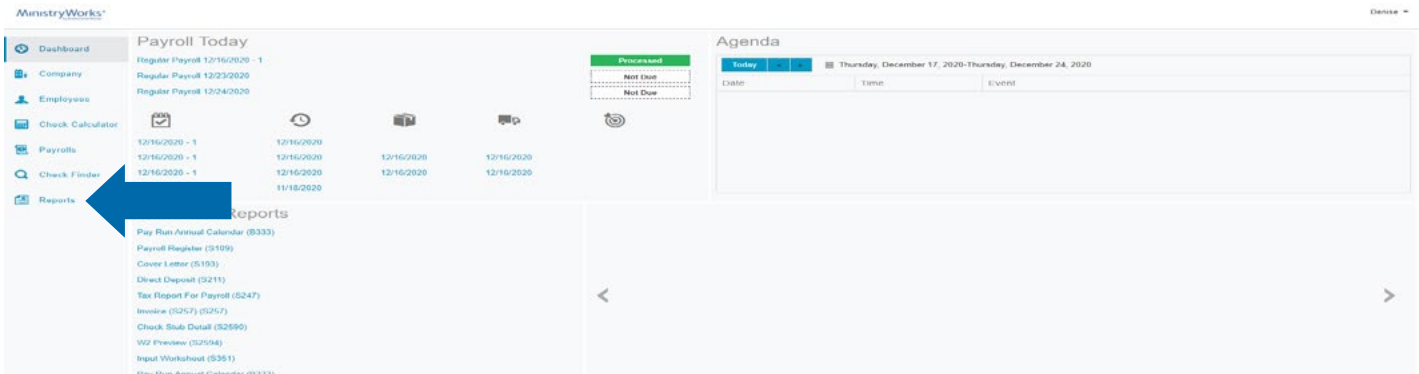 MinistryWorks
Denise
Dashboard
Company
Employees
Check Calculator
Payrolls
Check Finder
Reports
Payroll Today
Regular Payroll 12/16/2020 - 1
Processed
Regular Payroll 12/23/2020
Not Due
Regular Payroll 12/24/2020
Not Due
12/16/2020 - 1 12/16/2020
12/16/2020 - 1 12/16/2020 12/16/2020 12/16/2020
12/16/2020 - 1 12/16/2020 12/16/2020 12/16/2020
11/18/2020
Agenda
Today
Thursday, December 17, 2020-Thursday, December 24, 2020
Date Time Event
Reports
Pay Run Annual Calendar (B333)
Payroll Register (S109)
Cover Letter (S193)
Direct Deposit (S211)
Tax Report For Payroll (S247)
Invoice (S257) (S257)
Check Stub Detail (S2590)
W2 Preview (S2594)
Input Worksheet (S351)